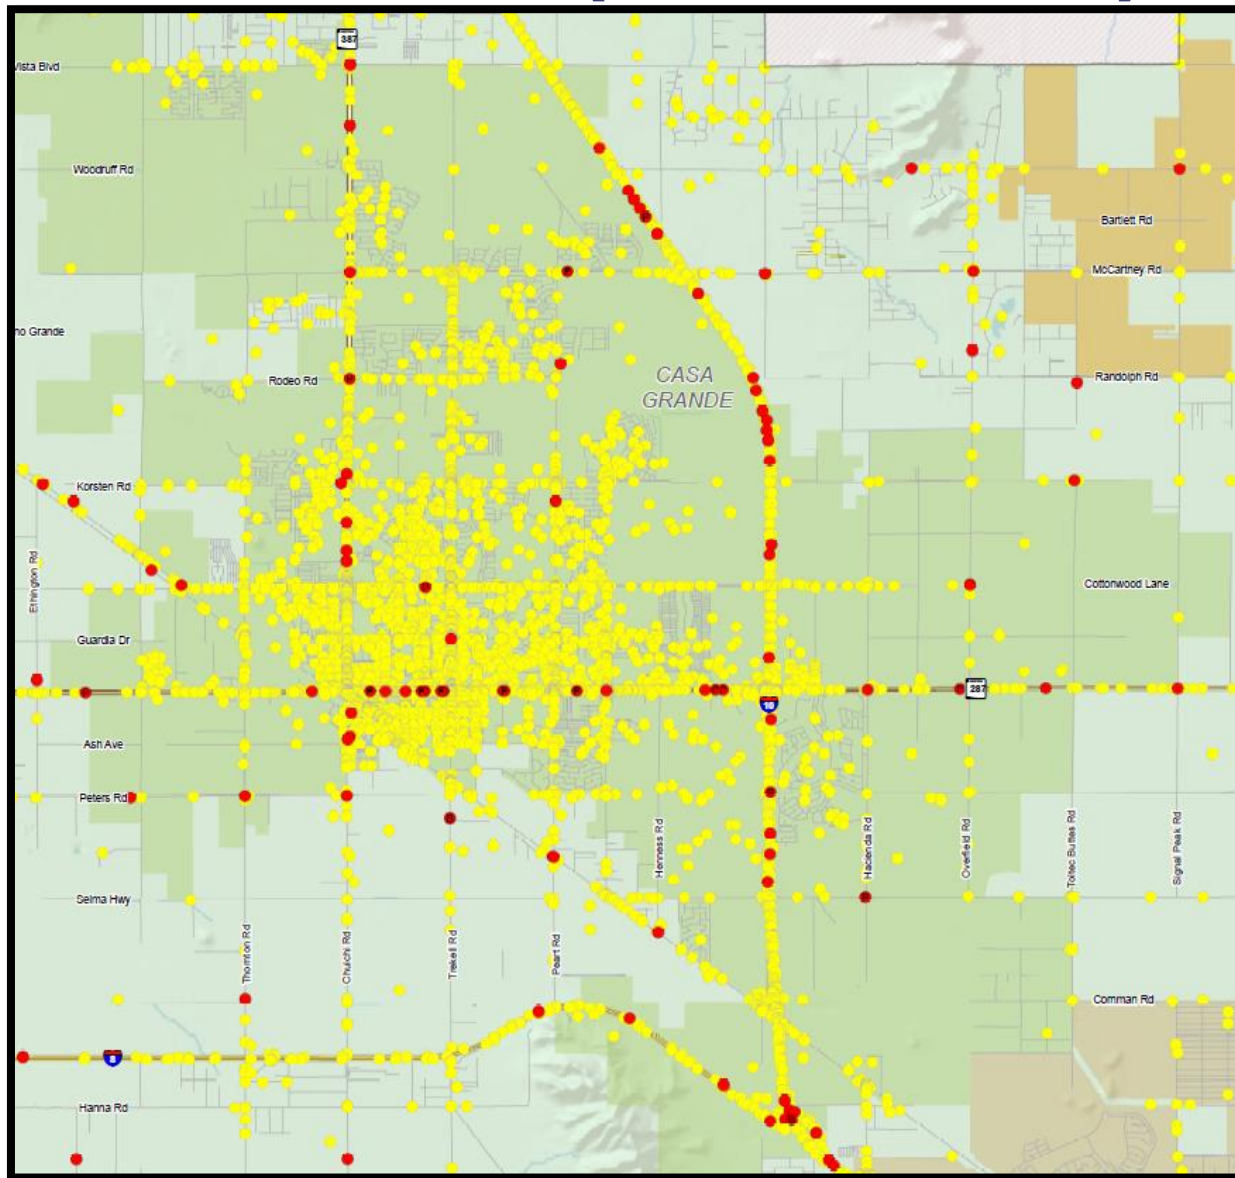 387
Vista Blvd
Woodruff Rd
Bartlett Rd
McCartney Rd
no Grande
CASA
GRANDE
Rodeo Rd
Randolph Rd
Korsten Rd
Ethington Rd
Cottonwood Lane
Guardia Dr
287
10
Ash Ave
Peters Rd
Henness Rd
Hacienda Rd
Overfield Rd
Toltec Buttes Rd
Signal Peak Rd
Selma Hwy
Thornton Rd
Chuichi Rd
Trekell Rd
Peart Rd
Cornman Rd
8
Hanna Rd